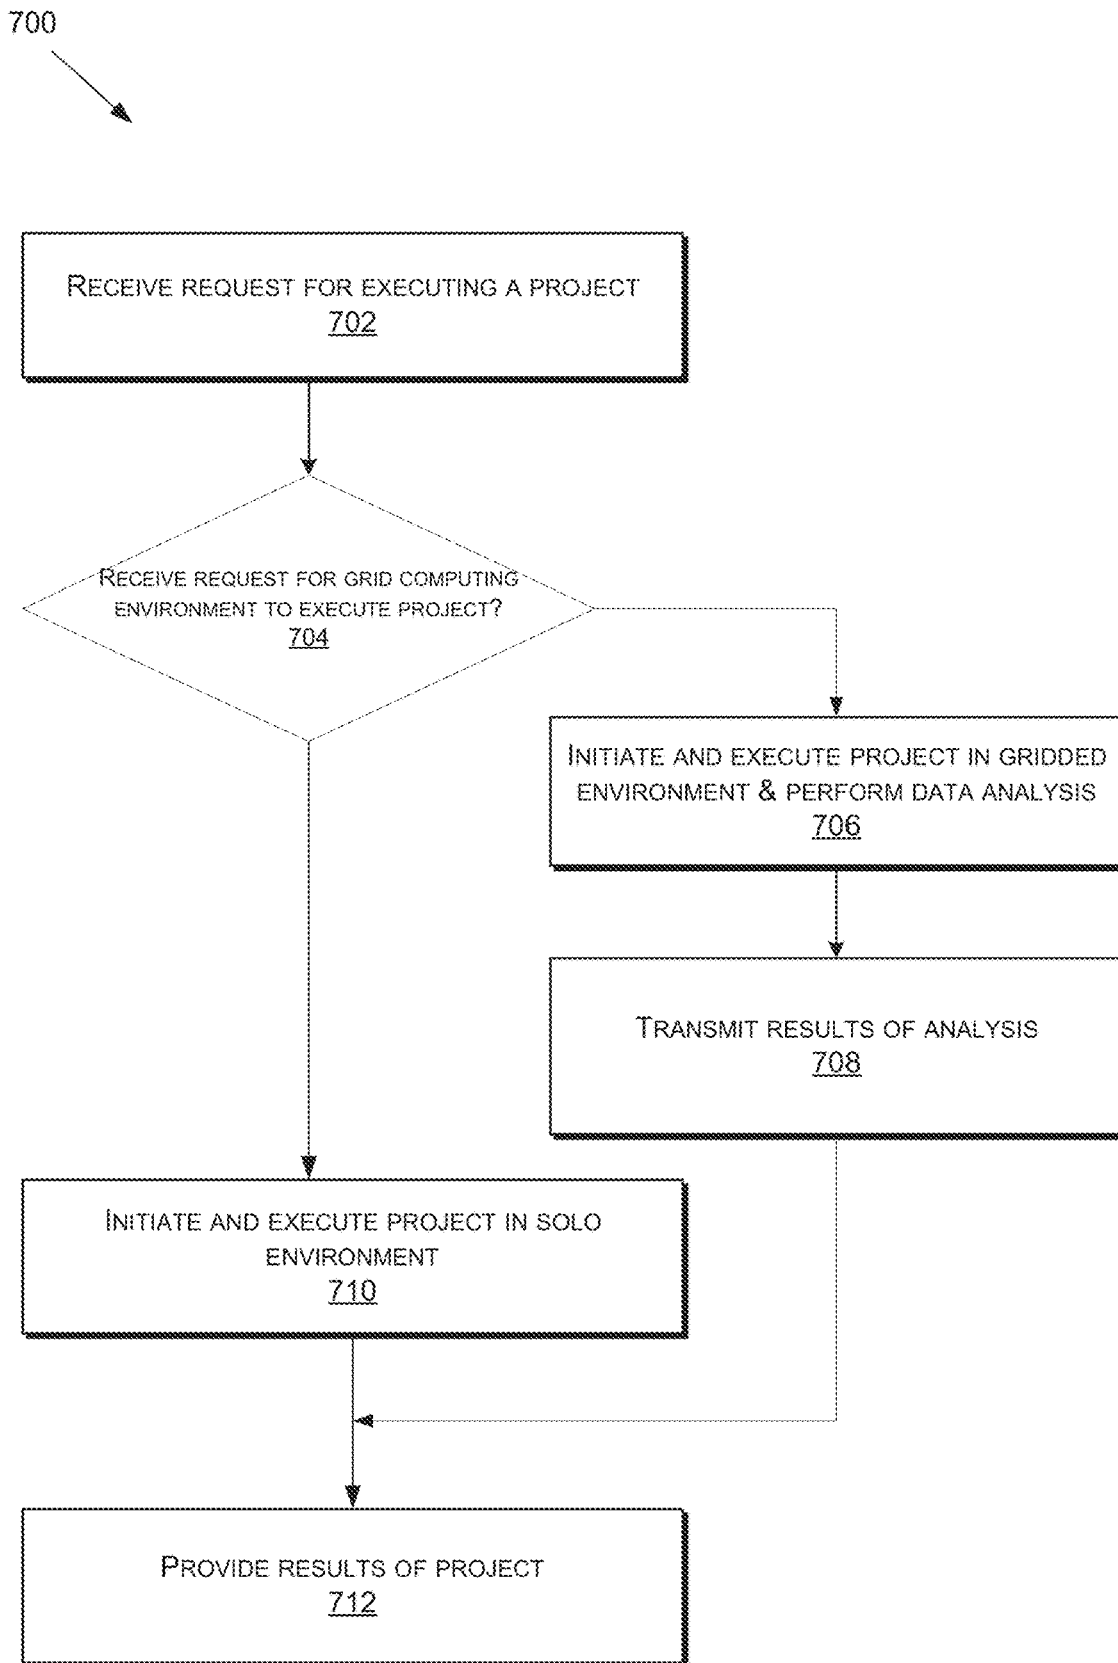 700
RECEIVE REQUEST FOR EXECUTING A PROJECT
702
RECEIVE REQUEST FOR GRID COMPUTING
ENVIRONMENT TO EXECUTE PROJECT?
704
INITIATE AND EXECUTE PROJECT IN GRIDDED
ENVIRONMENT & PERFORM DATA ANALYSIS
706
TRANSMIT RESULTS OF ANALYSIS
708
INITIATE AND EXECUTE PROJECT IN SOLO
ENVIRONMENT
710
PROVIDE RESULTS OF PROJECT
712